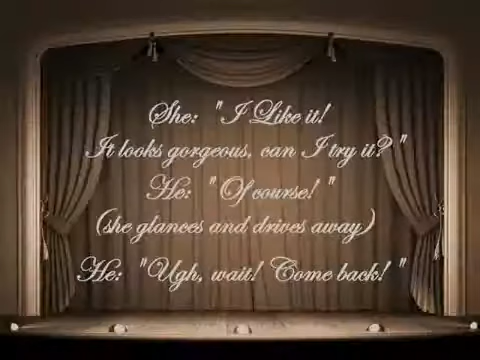 She: "I Like it!
It looks gorgeous, can I try it? "
He: "Of course! "
(she glances and drives away)
He: "Ugh, wait! Come back! "